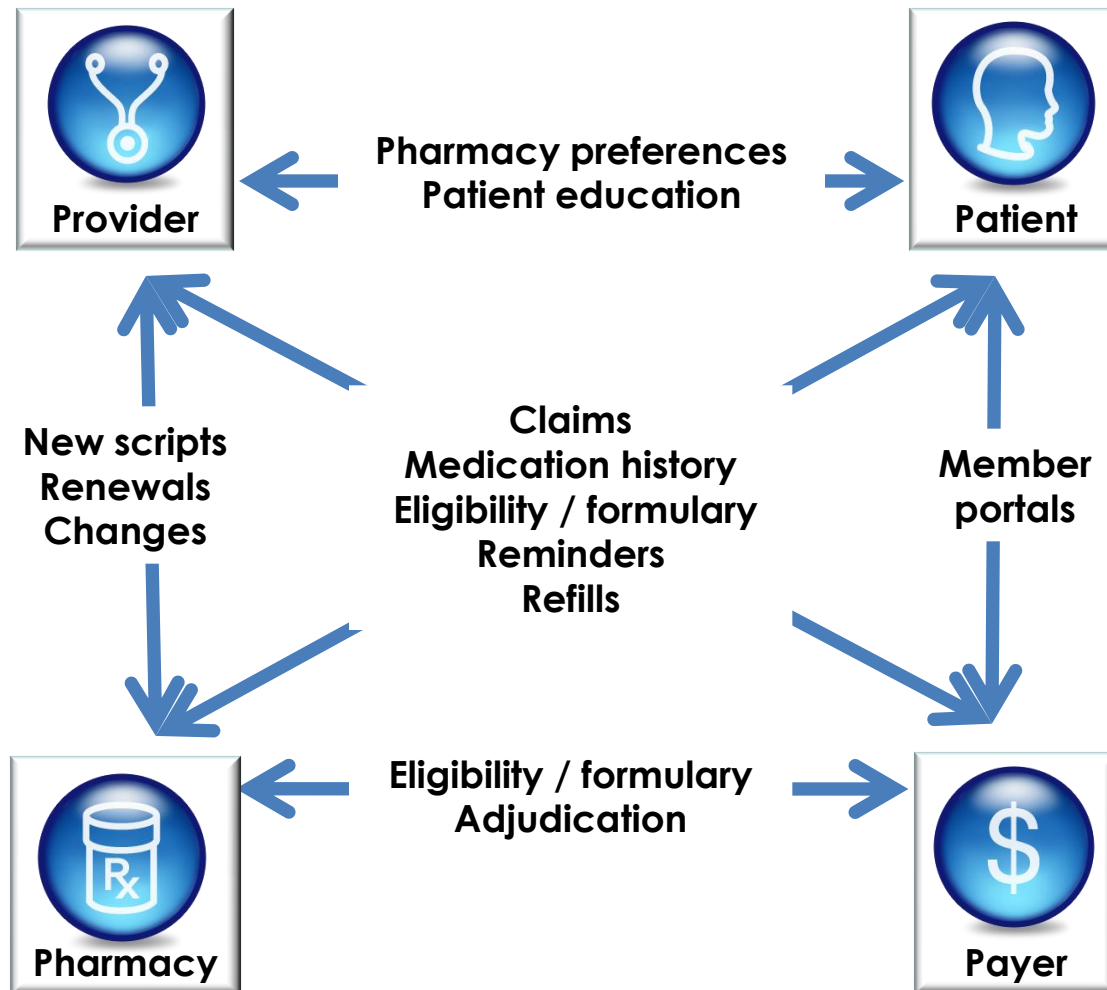 Provider
Pharmacy preferences
Patient education
Patient
New scripts
Renewals
Changes
Claims
Medication history
Eligibility / formulary
Reminders
Refills
Member
portals
Eligibility / formulary
Adjudication
Rx
Pharmacy
$
Payer